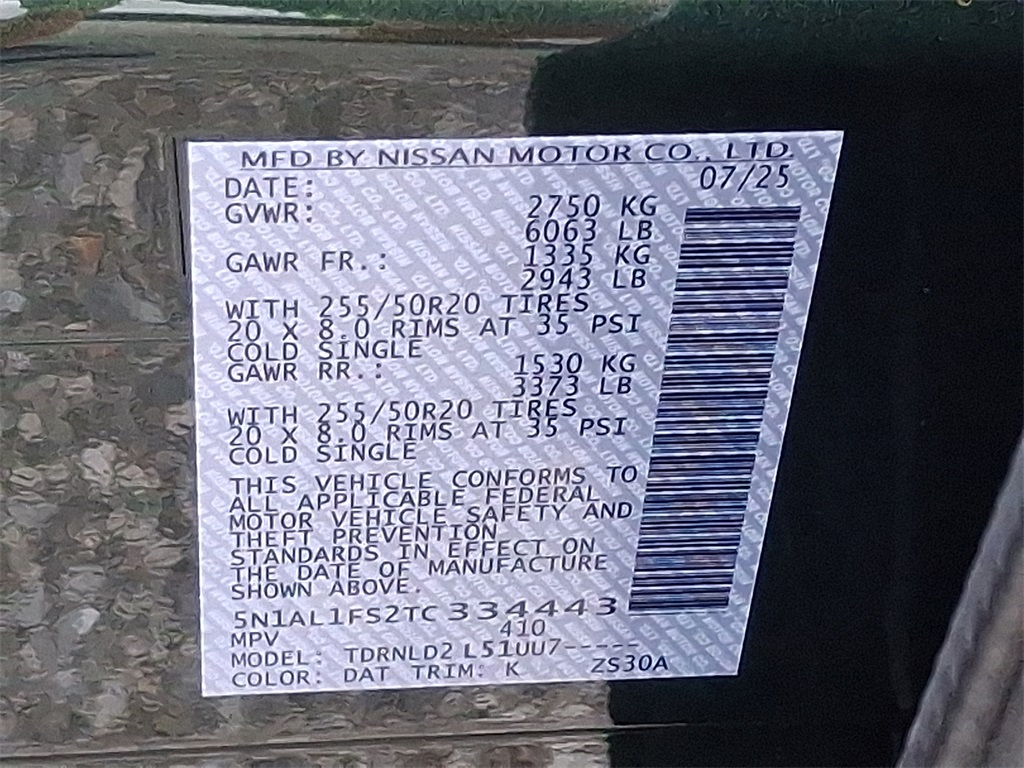 MFD BY NISSAN MOTOR CO., LTD.
DATE: 07/25
GVWR: 2750 KG
6063 LB
GAWR FR.: 1335 KG
2943 LB
WITH 255/50R20 TIRES
20 X 8.0 RIMS AT 35 PSI
COLD SINGLE
GAWR RR.: 1530 KG
3373 LB
WITH 255/50R20 TIRES
20 X 8.0 RIMS AT 35 PSI
COLD SINGLE
THIS VEHICLE CONFORMS TO
ALL APPLICABLE FEDERAL
MOTOR VEHICLE SAFETY AND
THEFT PREVENTION
STANDARDS IN EFFECT ON
THE DATE OF MANUFACTURE
SHOWN ABOVE.
5N1AL1FS2TC334443
MPV 410
MODEL: TDRNLD2 L51UU7-----
COLOR: DAT TRIM: K ZS30A